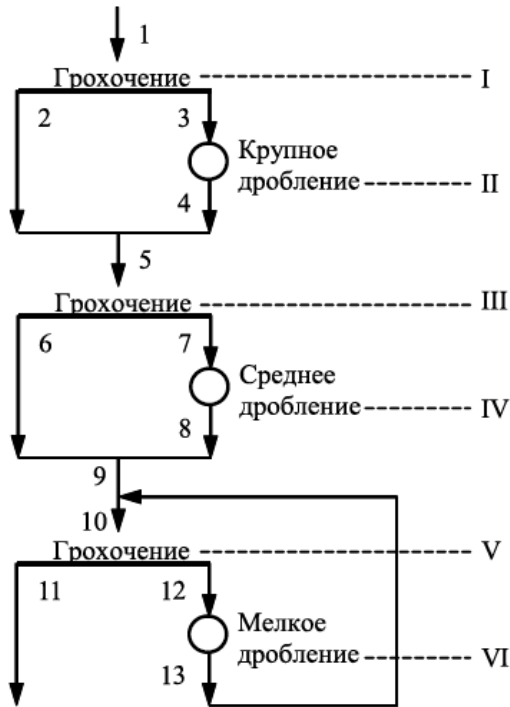 1
Грохочение I
2 3
Крупное
дробление II
4
5
Грохочение III
6 7
Среднее
дробление IV
8
9
10
Грохочение V
11 12
Мелкое
дробление VI
13